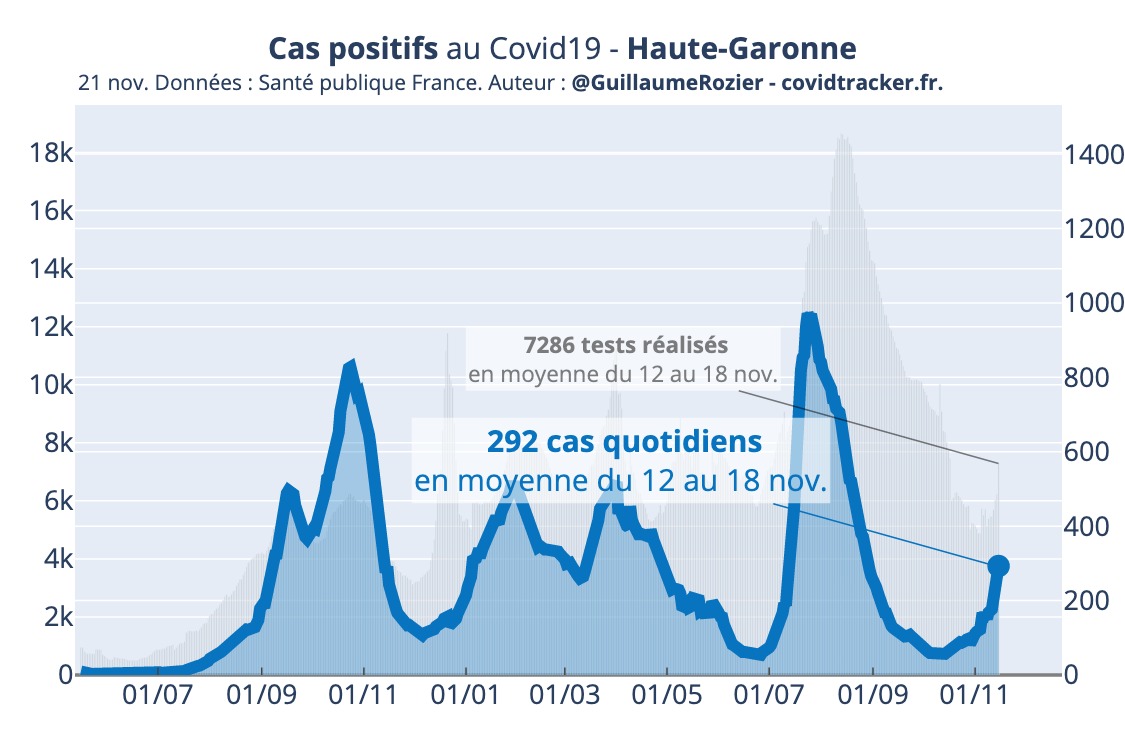 Cas positifs au Covid19 - Haute-Garonne
21 nov. Données : Santé publique France. Auteur : @GuillaumeRozier - covidtracker.fr.
18k
1400
16k
1200
14k
1000
12k
7286 tests réalisés
en moyenne du 12 au 18 nov.
10k
800
8k
292 cas quotidiens
600
en moyenne du 12 au 18 nov.
6k
400
4k
200
2k
0
0
01/07 01/09 01/11 01/01 01/03 01/05 01/07 01/09 01/11